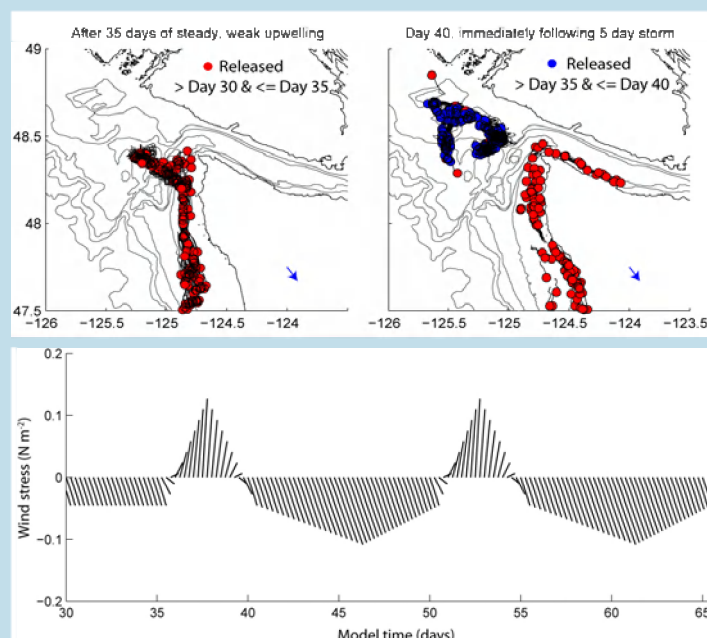 After 35 days of steady, weak upwelling
Day 40, immediately following 5 day storm
49
48.5
48
47.5
Released
> Day 30 & <= Day 35
Released
> Day 35 & <= Day 40
−126 −125.5 −125 −124.5 −124
−126 −125.5 −125 −124.5 −124 −123.5
Wind stress (N m-2)
0.2
0.1
0
−0.1
−0.2
30 35 40 45 50 55 60 65
Model time (days)